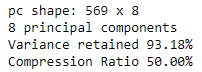 pc shape: 569 x 8
8 principal components
Variance retained 93.18%
Compression Ratio 50.00%